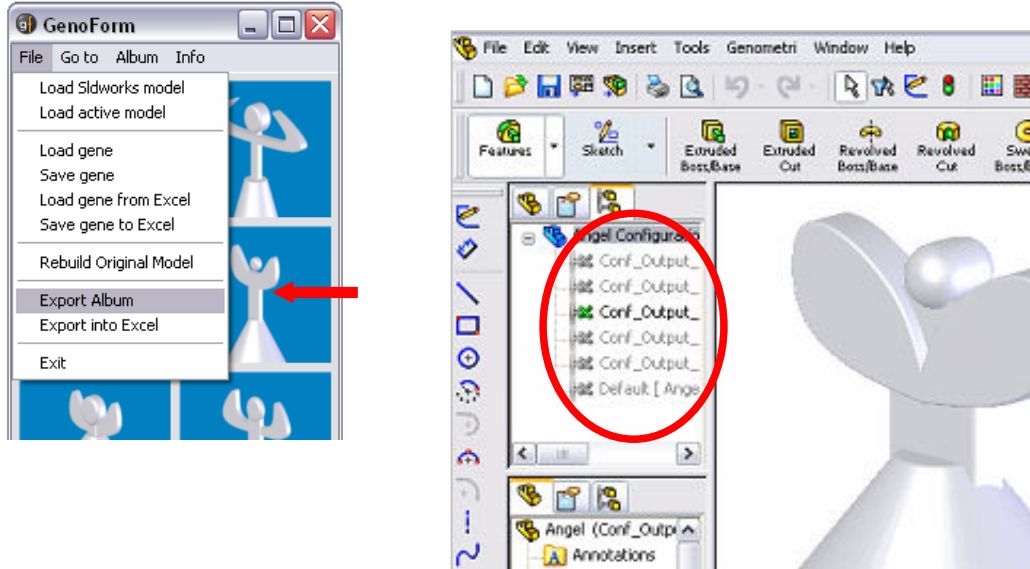 GenoForm
File Go to Album Info
Load Sldworks model
Load active model
Load gene
Save gene
Load gene from Excel
Save gene to Excel
Rebuild Original Model
Export Album
Export into Excel
Exit
File Edit View Insert Tools Genometri Window Help
Features Sketch Extruded Boss/Base Extruded Cut Revolved Boss/Base Revolved Cut
Angel Configuratio
Conf_Output_
Conf_Output_
Conf_Output_
Conf_Output_
Conf_Output_
Default [ Ange
Angel (Conf_Outp
A Annotations